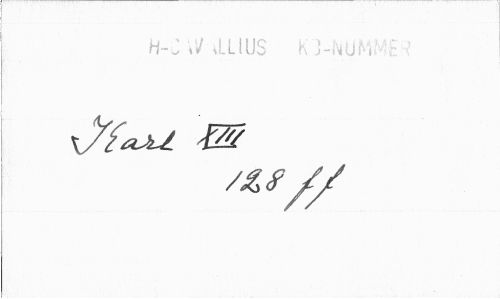 H-CAVALLIUS KB-NUMMER
Karl XIII
128 ff